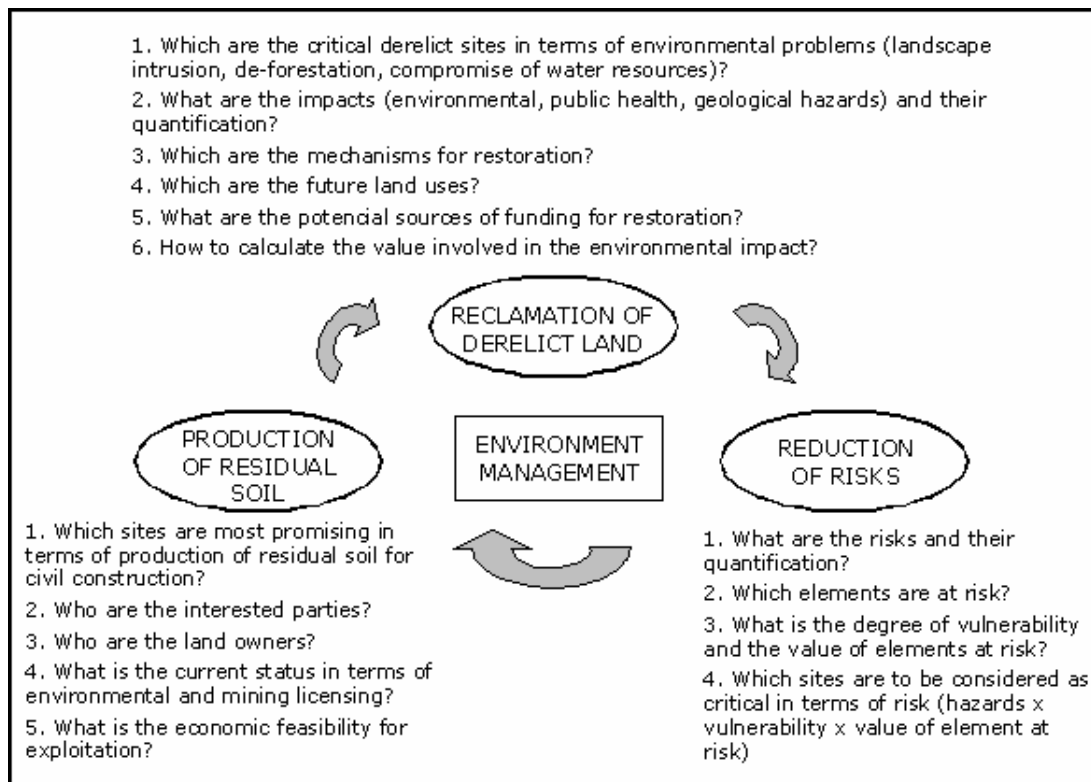 1. Which are the critical derelict sites in terms of environmental problems (landscape
intrusion, de-forestation, compromise of water resources)?
2. What are the impacts (environmental, public health, geological hazards) and their
quantification?
3. Which are the mechanisms for restoration?
4. Which are the future land uses?
5. What are the potencial sources of funding for restoration?
6. How to calculate the value involved in the environmental impact?
RECLAMATION OF
DERELICT LAND
PRODUCTION
OF RESIDUAL
SOIL
ENVIRONMENT
MANAGEMENT
REDUCTION
OF RISKS
1. Which sites are most promising in
terms of production of residual soil for
civil construction?
2. Who are the interested parties?
3. Who are the land owners?
4. What is the current status in terms of
environmental and mining licensing?
5. What is the economic feasibility for
exploitation?
1. What are the risks and their
quantification?
2. Which elements are at risk?
3. What is the degree of vulnerability
and the value of elements at risk?
4. Which sites are to be considered as
critical in terms of risk (hazards x
vulnerability x value of element at
risk)